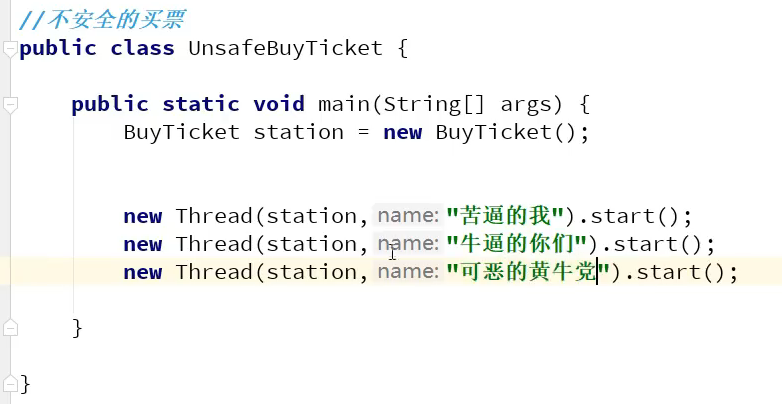 //不安全的买票
public class UnsafeBuyTicket {
public static void main(String[] args) {
BuyTicket station = new BuyTicket();
new Thread(station, name: "苦逼的我").start();
new Thread(station, name: "牛逼的你们").start();
new Thread(station, name: "可恶的黄牛党").start();
}
}